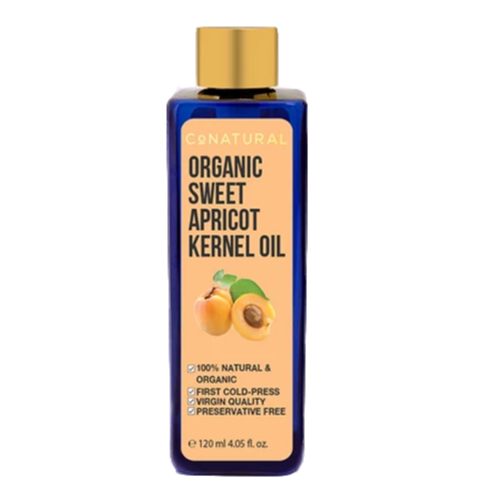 CoNATURAL
ORGANIC
SWEET
APRICOT
KERNEL OIL
100% NATURAL &
ORGANIC
FIRST COLD-PRESS
VIRGIN QUALITY
PRESERVATIVE FREE
℮ 120 ml 4.05 fl. oz.